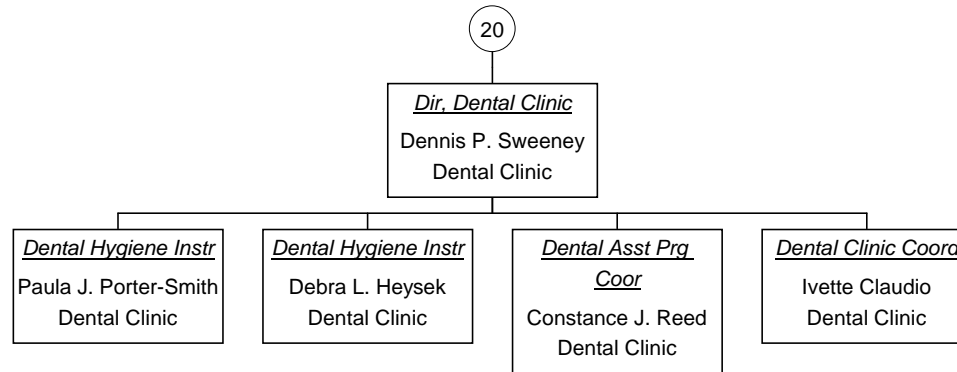 20
Dir, Dental Clinic
Dennis P. Sweeney
Dental Clinic
Dental Hygiene Instr
Paula J. Porter-Smith
Dental Clinic
Dental Hygiene Instr
Debra L. Heysek
Dental Clinic
Dental Asst Prg
Coor
Constance J. Reed
Dental Clinic
Dental Clinic Coord
Ivette Claudio
Dental Clinic